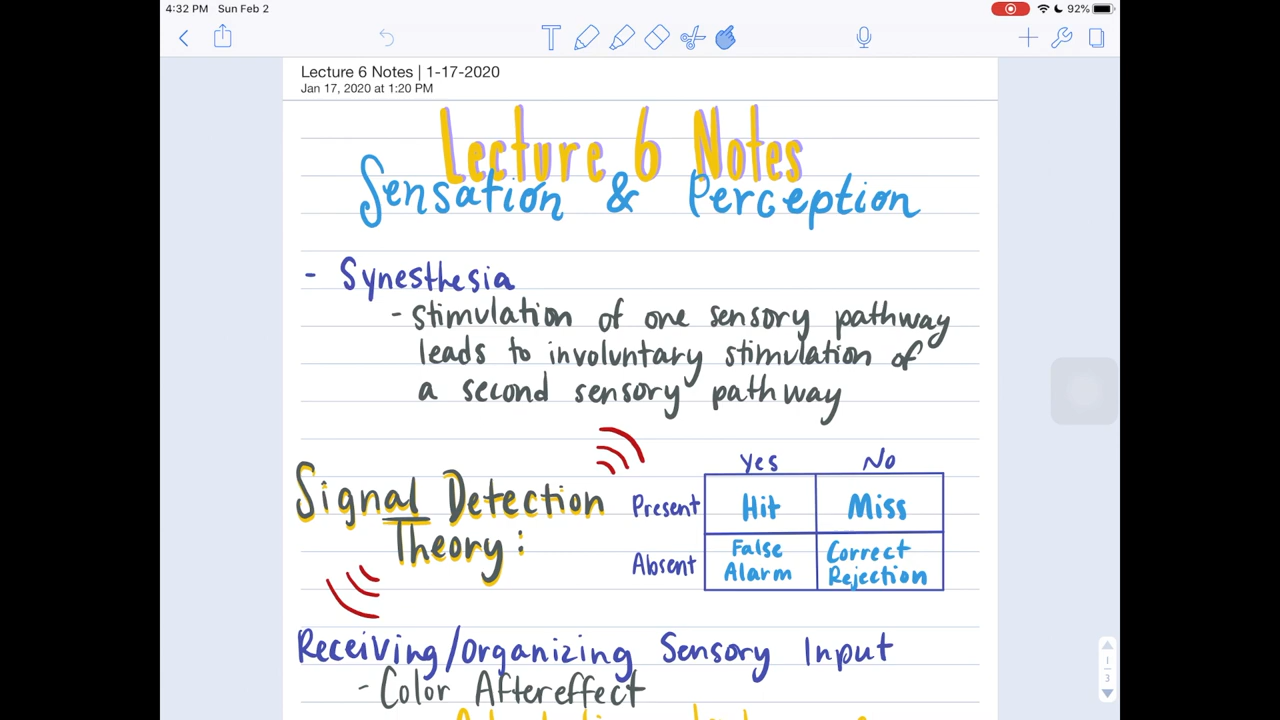 4:32 PM Sun Feb 2 92%
Lecture 6 Notes | 1-17-2020
Jan 17, 2020 at 1:20 PM
Lecture 6 Notes
Sensation & Perception
- Synesthesia
- stimulation of one sensory pathway
leads to involuntary stimulation of
a second sensory pathway
Signal Detection
Theory:
Yes No
Present Hit Miss
Absent False Alarm Correct Rejection
Receiving/Organizing Sensory Input
- Color Aftereffect
1
3